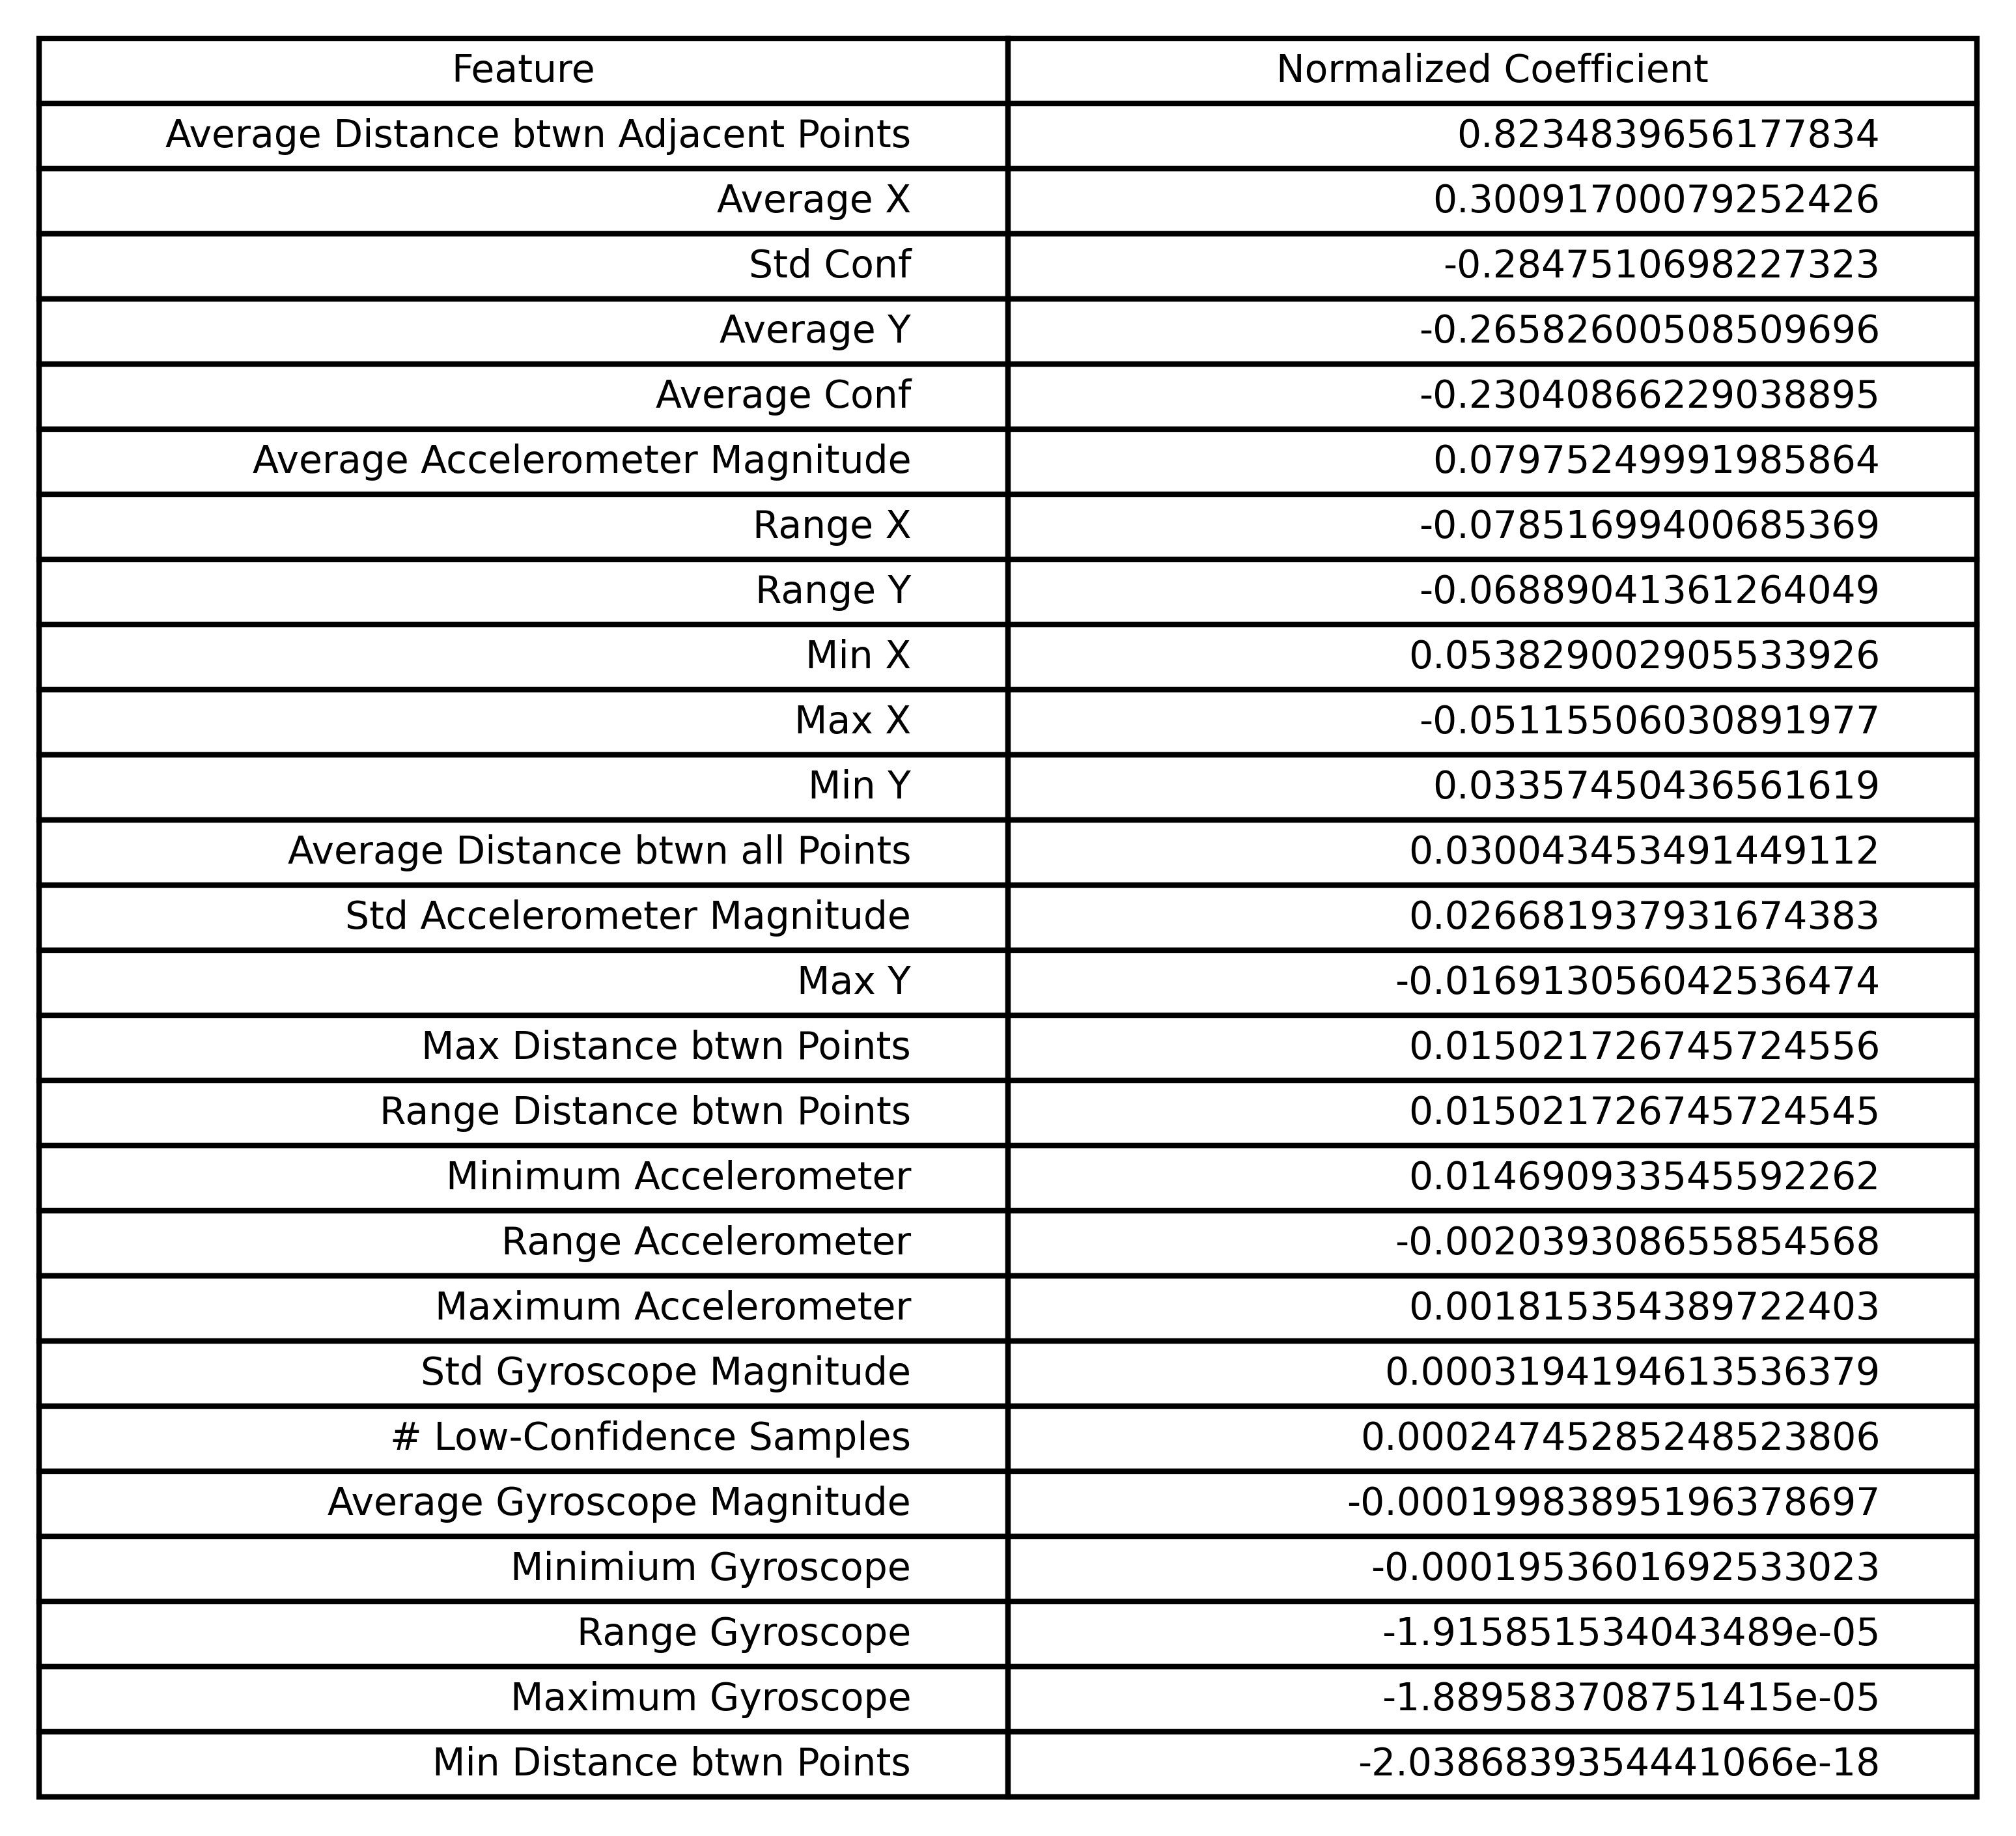 Feature Normalized Coefficient
Average Distance btwn Adjacent Points 0.8234839656177834
Average X 0.30091700079252426
Std Conf -0.2847510698227323
Average Y -0.26582600508509696
Average Conf -0.23040866229038895
Average Accelerometer Magnitude 0.07975249991985864
Range X -0.07851699400685369
Range Y -0.06889041361264049
Min X 0.053829002905533926
Max X -0.05115506030891977
Min Y 0.03357450436561619
Average Distance btwn all Points 0.030043453491449112
Std Accelerometer Magnitude 0.026681937931674383
Max Y -0.016913056042536474
Max Distance btwn Points 0.015021726745724556
Range Distance btwn Points 0.015021726745724545
Minimum Accelerometer 0.014690933545592262
Range Accelerometer -0.002039308655854568
Maximum Accelerometer 0.001815354389722403
Std Gyroscope Magnitude 0.0003194194613536379
# Low-Confidence Samples 0.00024745285248523806
Average Gyroscope Magnitude -0.00019983895196378697
Minimium Gyroscope -0.0001953601692533023
Range Gyroscope -1.915851534043489e-05
Maximum Gyroscope -1.889583708751415e-05
Min Distance btwn Points -2.0386839354441066e-18